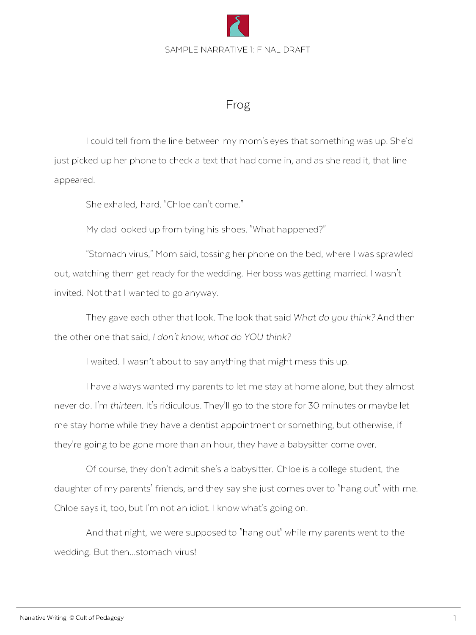 SAMPLE NARRATIVE 1: FINAL DRAFT
Frog
I could tell from the line between my mom's eyes that something was up. She'd
just picked up her phone to check a text that had come in, and as she read it, that line
appeared.
She exhaled, hard. "Chloe can't come."
My dad looked up from tying his shoes. "What happened?"
"Stomach virus." Mom said, tossing her phone on the bed, where I was sprawled
out, watching them get ready for the wedding. Her boss was getting married. I wasn't
invited. Not that I wanted to go anyway.
They gave each other that look. The look that said What do you think? And then
the other one that said, I don't know, what do YOU think?
I waited. I wasn't about to say anything that might mess this up.
I have always wanted my parents to let me stay at home alone, but they almost
never do. I'm thirteen. It's ridiculous. They'll go to the store for 30 minutes or maybe let
me stay home while they have a dentist appointment or something, but otherwise, if
they're going to be gone more than an hour, they have a babysitter come over.
Of course, they don't admit she's a babysitter. Chloe is a college student, the
daughter of my parents' friends, and they say she just comes over to "hang out" with me.
Chloe says it, too, but I'm not an idiot. I know what's going on.
And that night, we were supposed to "hang out" while my parents went to the
wedding. But then...stomach virus!
Narrative Writing © Cult of Pedagogy
1